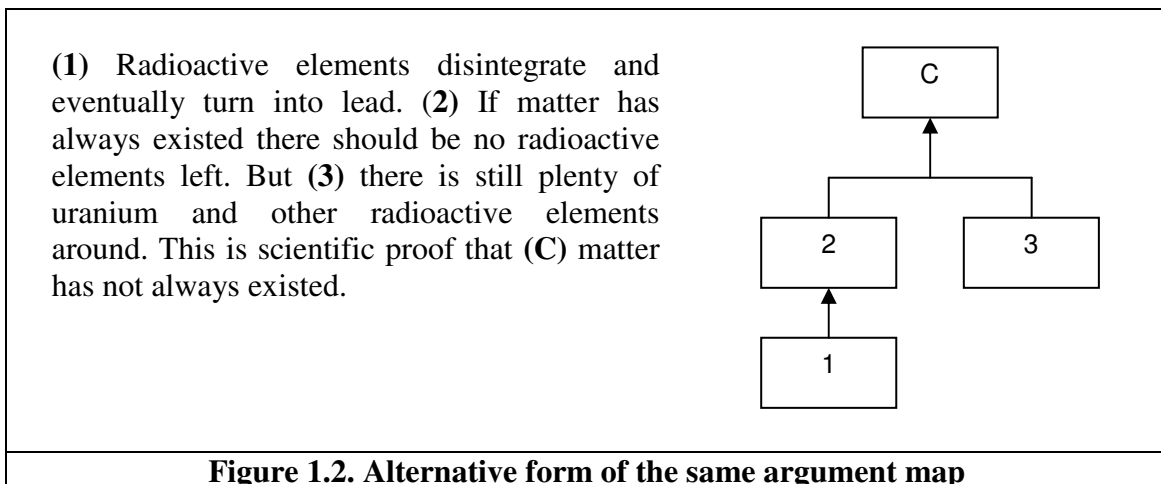 (1) Radioactive elements disintegrate and
eventually turn into lead. (2) If matter has
always existed there should be no radioactive
elements left. But (3) there is still plenty of
uranium and other radioactive elements
around. This is scientific proof that (C) matter
has not always existed.
C
2 3
1
Figure 1.2. Alternative form of the same argument map